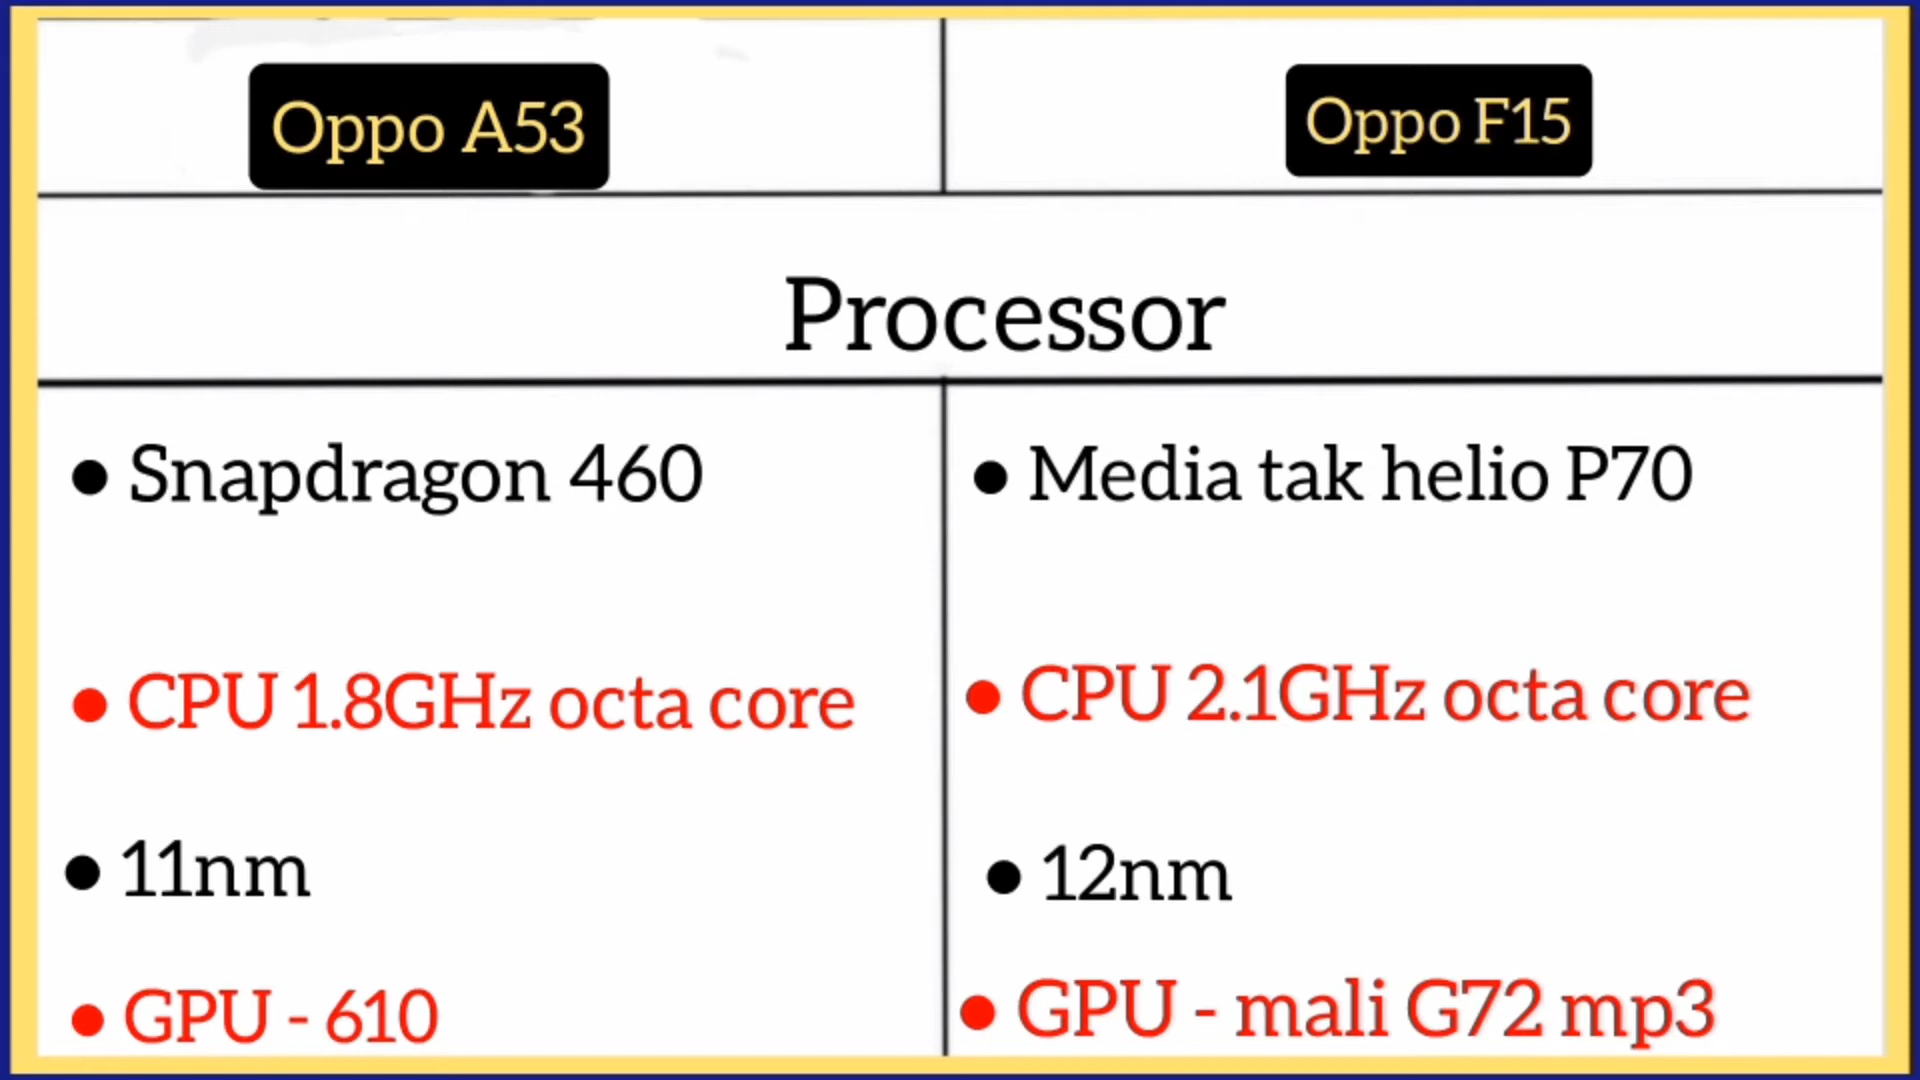 Oppo A53
Oppo F15
Processor
● Snapdragon 460
● Media tak helio P70
● CPU 1.8GHz octa core
● CPU 2.1GHz octa core
● 11nm
● 12nm
● GPU - 610
● GPU - mali G72 mp3